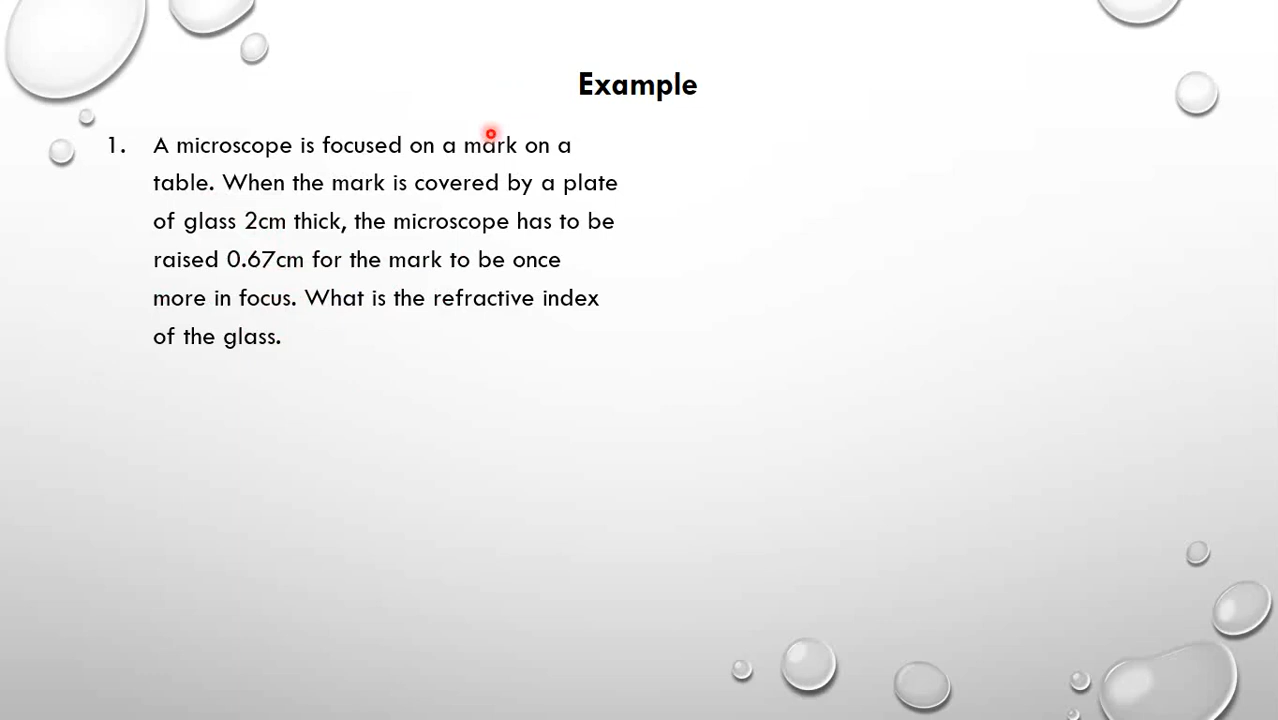 Example
1. A microscope is focused on a mark on a
table. When the mark is covered by a plate
of glass 2cm thick, the microscope has to be
raised 0.67cm for the mark to be once
more in focus. What is the refractive index
of the glass.